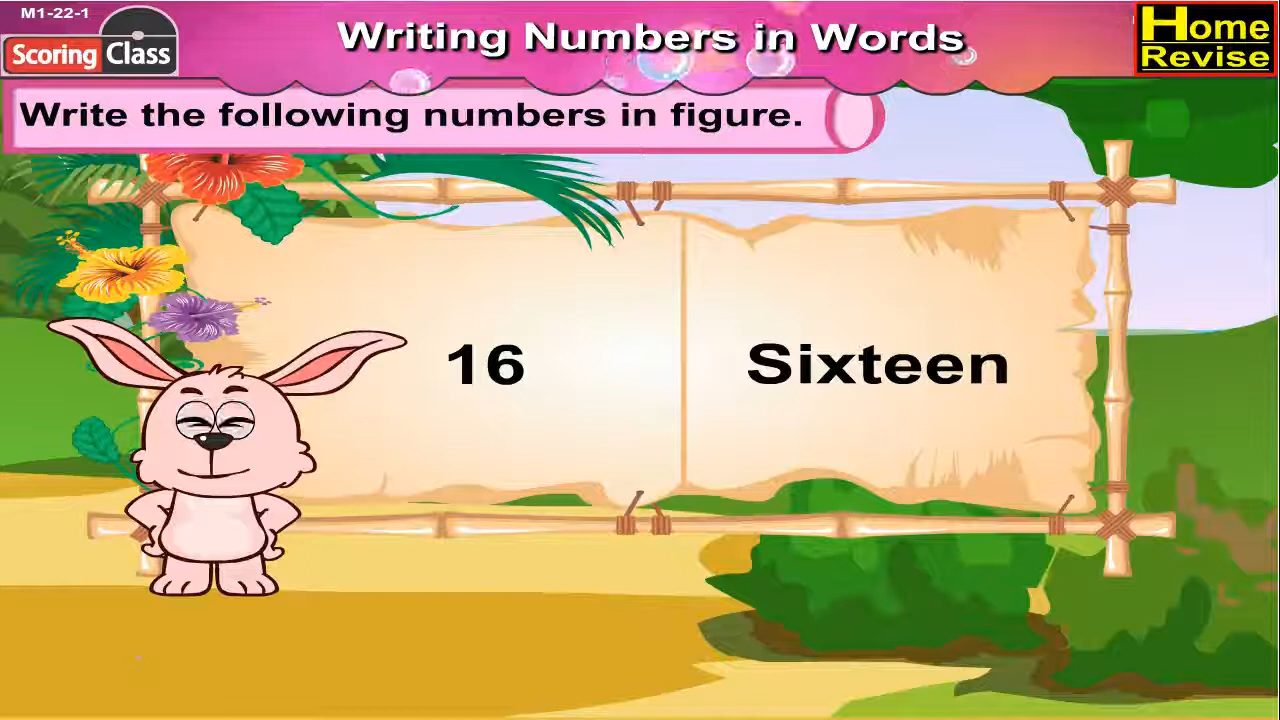 M1-22-1
Scoring Class
Writing Numbers in Words
Home
Revise
Write the following numbers in figure.
16 Sixteen